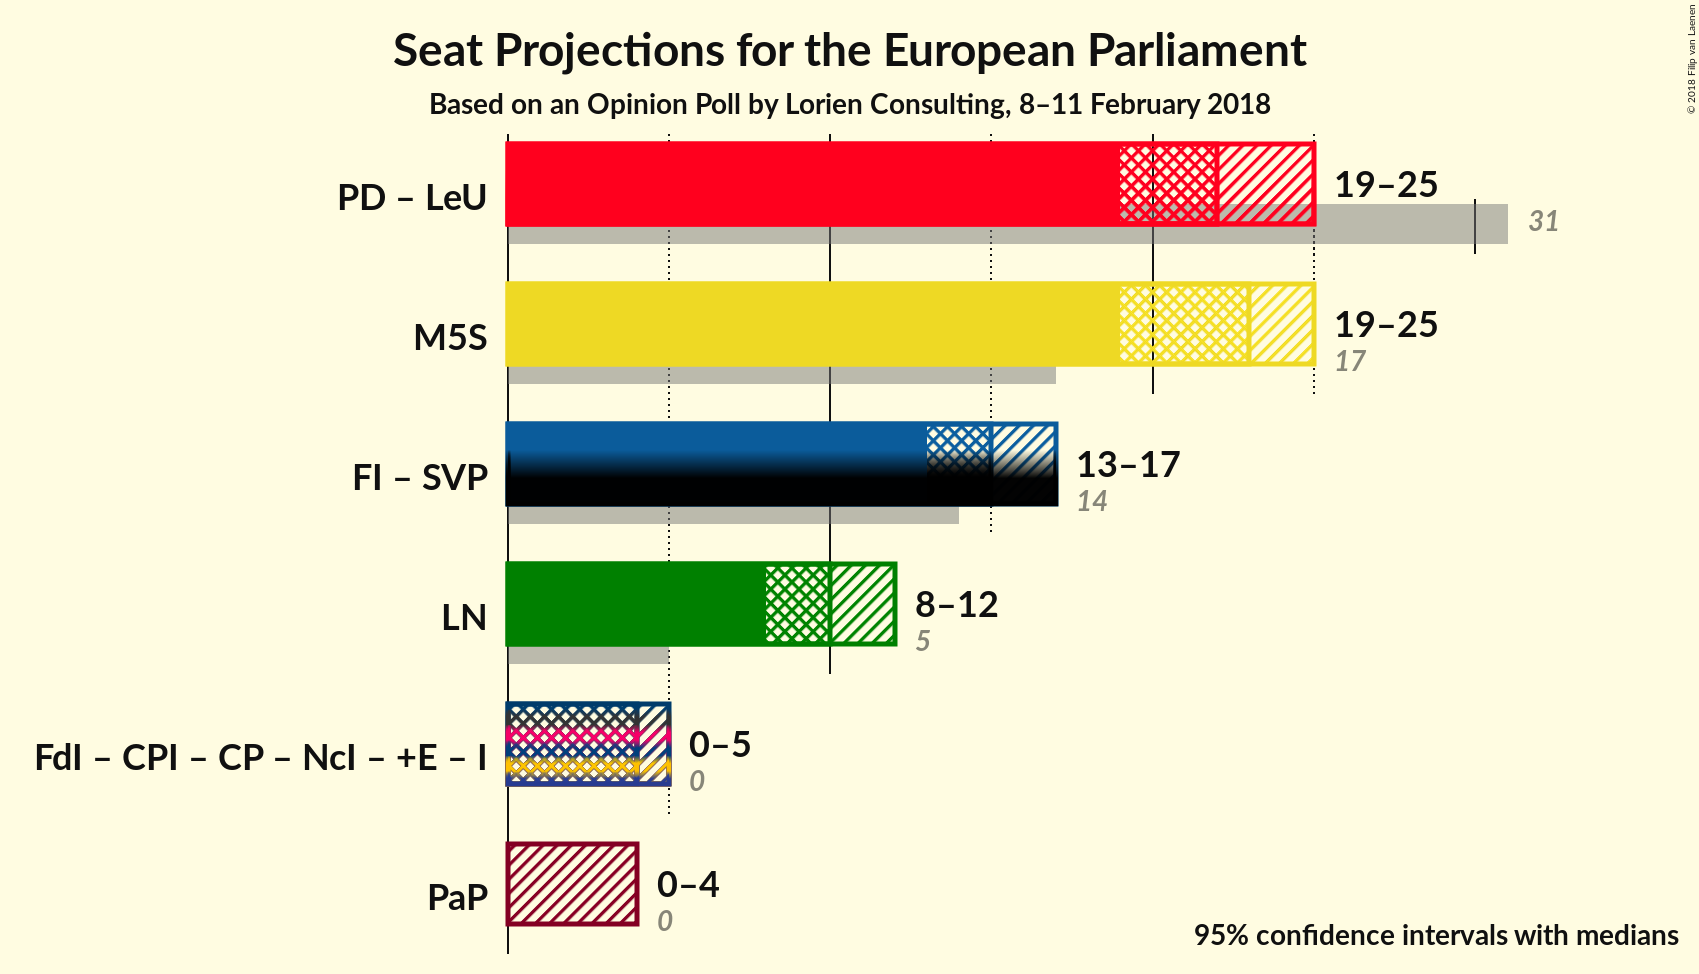 Seat Projections for the European Parliament
Based on an Opinion Poll by Lorien Consulting, 8–11 February 2018
© 2018 Filip van Laenen
PD – LeU
19–25
31
M5S
19–25
17
FI – SVP
13–17
14
LN
8–12
5
FdI – CPI – CP – NcI – +E – I
0–5
0
PaP
0–4
0
95% confidence intervals with medians